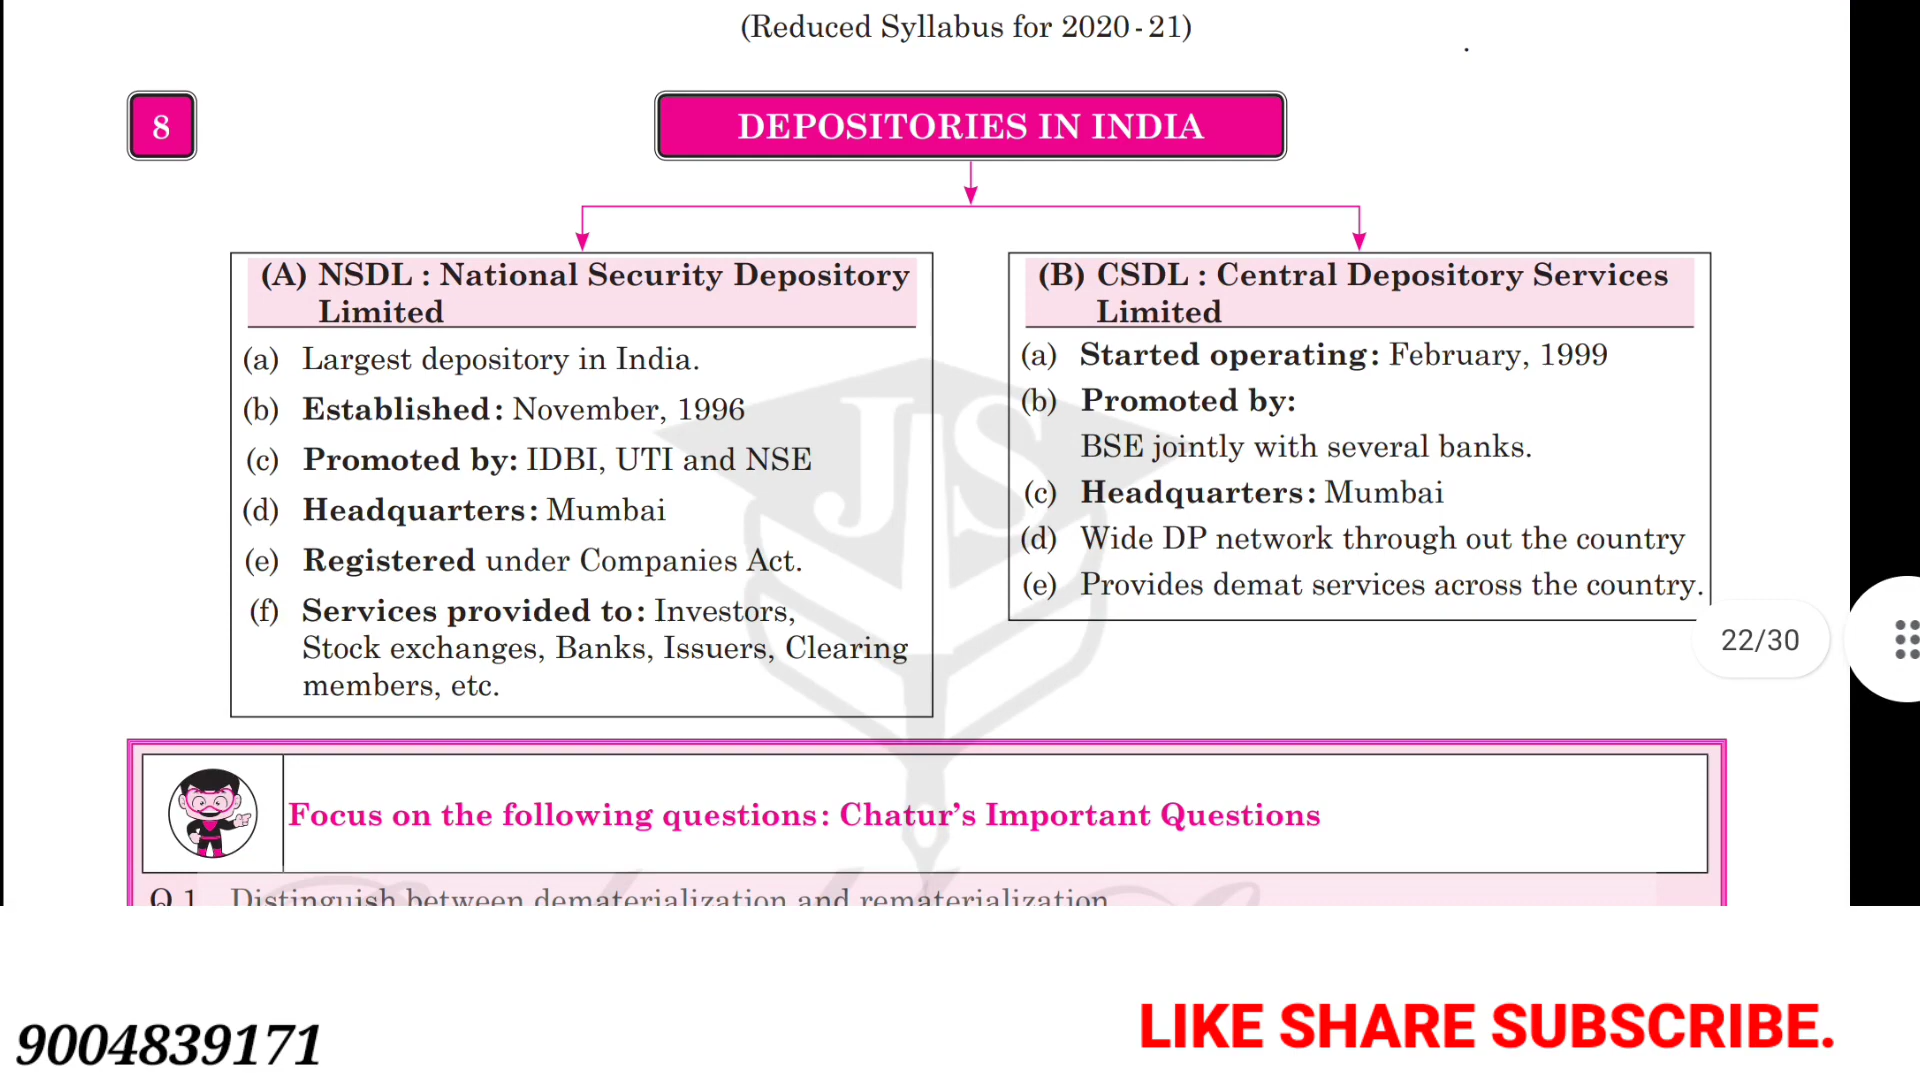 (Reduced Syllabus for 2020-21)
8
DEPOSITORIES IN INDIA
(A) NSDL : National Security Depository
Limited
(a) Largest depository in India.
(b) Established: November, 1996
(c) Promoted by: IDBI, UTI and NSE
(d) Headquarters: Mumbai
(e) Registered under Companies Act.
(f) Services provided to: Investors,
Stock exchanges, Banks, Issuers, Clearing
members, etc.
(B) CSDL : Central Depository Services
Limited
(a) Started operating: February, 1999
(b) Promoted by:
BSE jointly with several banks.
(c) Headquarters: Mumbai
(d) Wide DP network through out the country
(e) Provides demat services across the country.
JS
22/30
Focus on the following questions: Chatur's Important Questions
Q 1 Distinguish between dematerialization and rematerialization
9004839171
LIKE SHARE SUBSCRIBE.